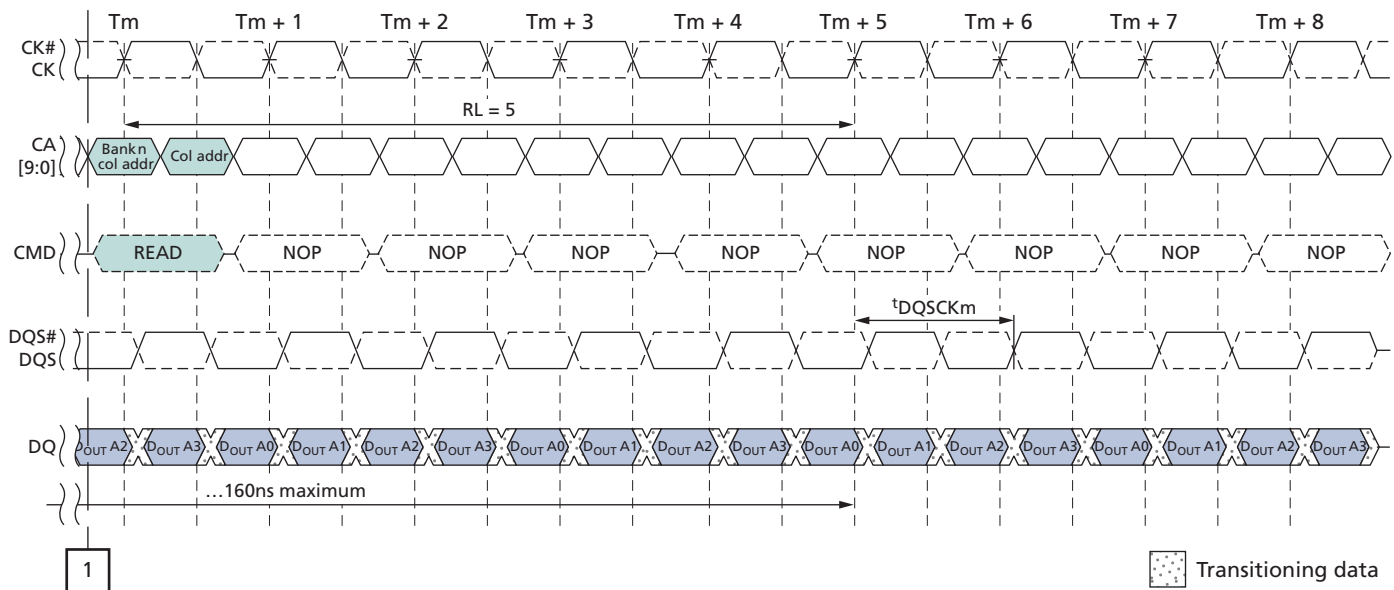 Tm Tm + 1 Tm + 2 Tm + 3 Tm + 4 Tm + 5 Tm + 6 Tm + 7 Tm + 8
CK#
CK
RL = 5
CA
[9:0]
Bank n
col addr
Col addr
CMD READ NOP NOP NOP NOP NOP NOP NOP NOP
tDQSCKm
DQS#
DQS
DQ DOUT A2 DOUT A3 DOUT A0 DOUT A1 DOUT A2 DOUT A3 DOUT A0 DOUT A1 DOUT A2 DOUT A3 DOUT A0 DOUT A1 DOUT A2 DOUT A3 DOUT A0 DOUT A1 DOUT A2 DOUT A3
...160ns maximum
1
Transitioning data